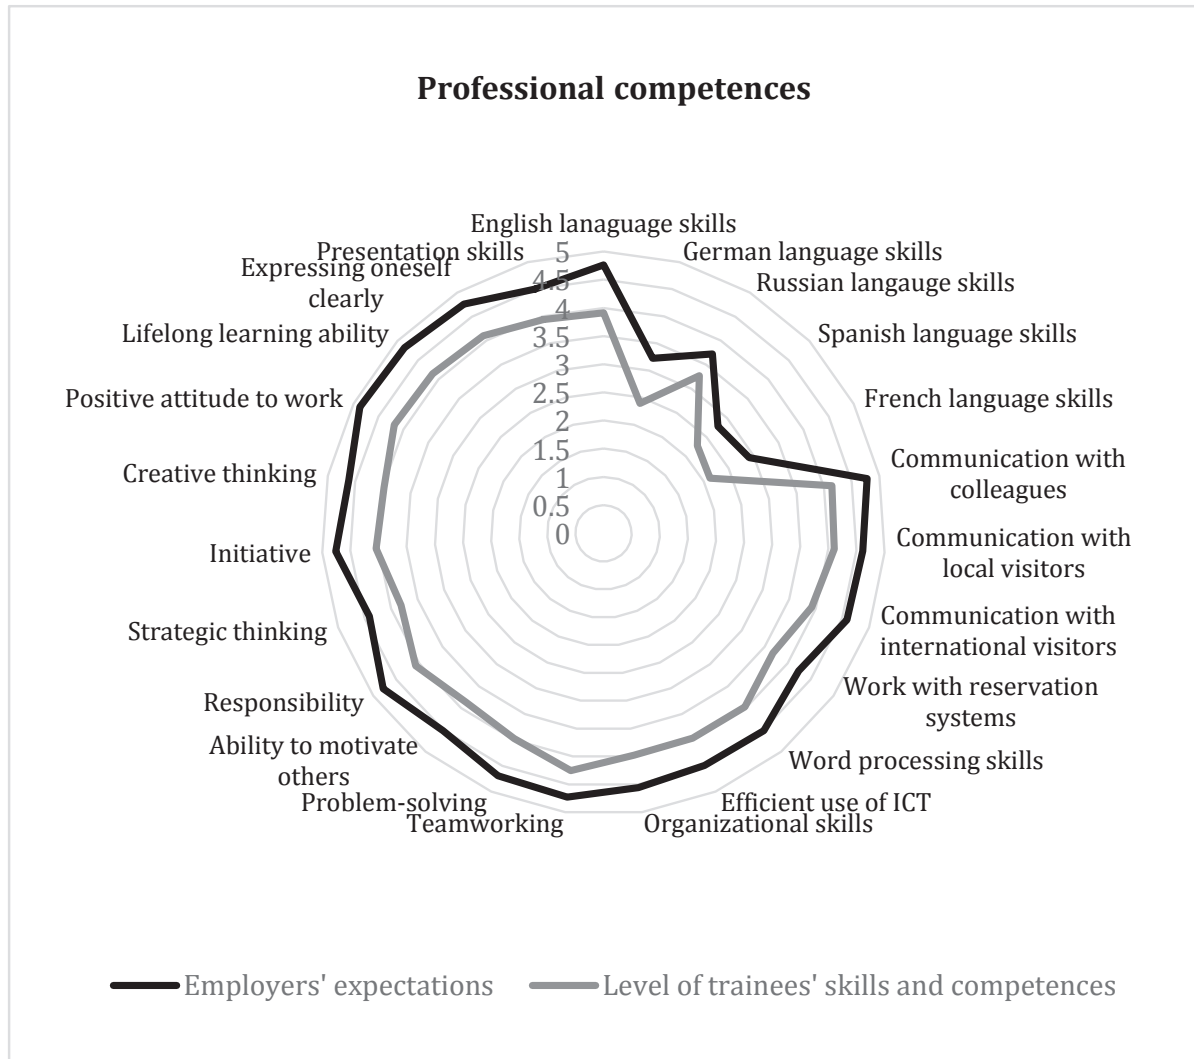 Professional competences
English lanaguage skills
German language skills
Russian langauge skills
Spanish language skills
French language skills
Communication with
colleagues
Communication with
local visitors
Communication with
international visitors
Work with reservation
systems
Word processing skills
Efficient use of ICT
Organizational skills
Teamworking
Problem-solving
Ability to motivate
others
Responsibility
Strategic thinking
Initiative
Creative thinking
Positive attitude to work
Lifelong learning ability
Expressing oneself
clearly
Presentation skills
5
4.5
4
3.5
3
2.5
2
1.5
1
0.5
0
Employers' expectations
Level of trainees' skills and competences